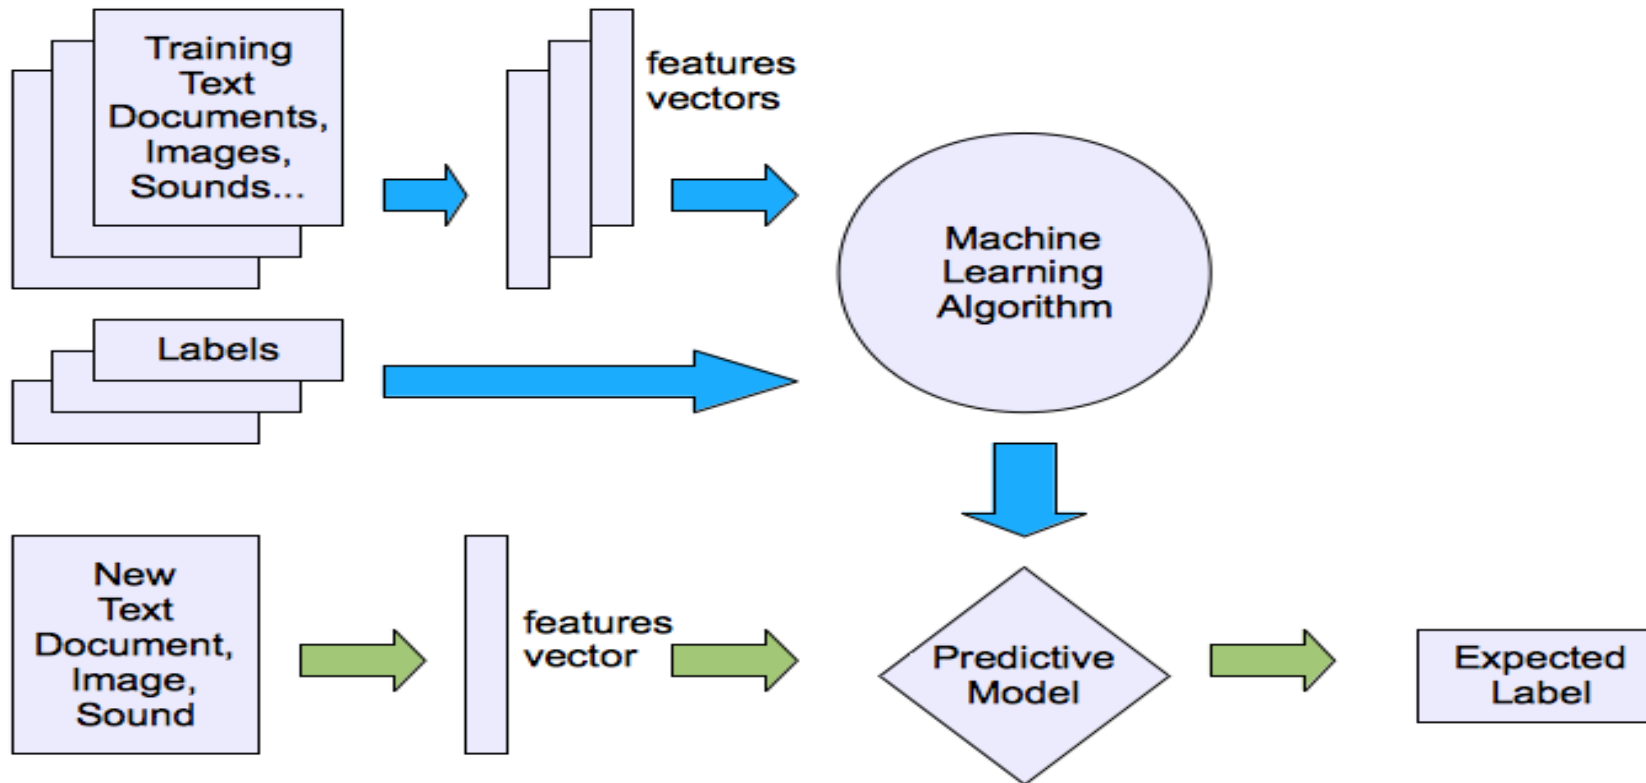 Training
Text
Documents,
Images,
Sounds...
features
vectors
Machine
Learning
Algorithm
Labels
New
Text
Document,
Image,
Sound
features
vector
Predictive
Model
Expected
Label